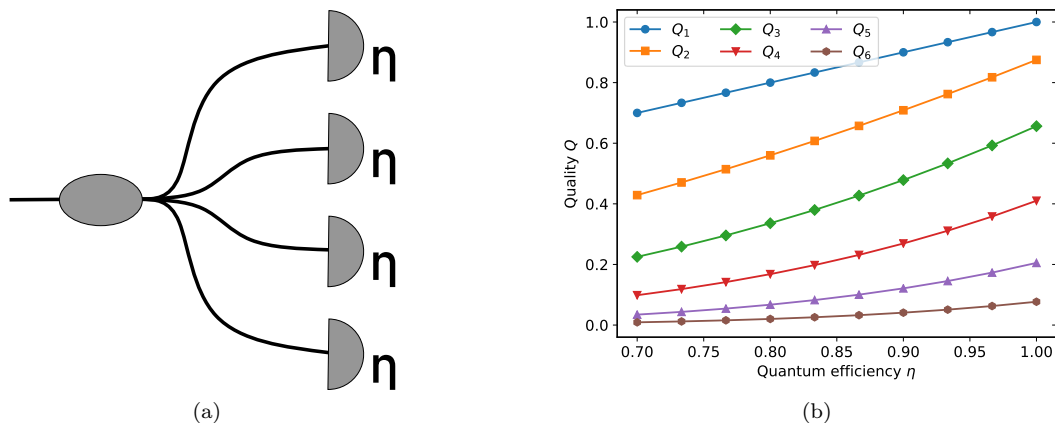 η
η
η
η
(a)
Quality Q
1.0
0.8
0.6
0.4
0.2
0.0
Q₁ Q₃ Q₅
Q₂ Q₄ Q₆
0.70 0.75 0.80 0.85 0.90 0.95 1.00
Quantum efficiency η
(b)